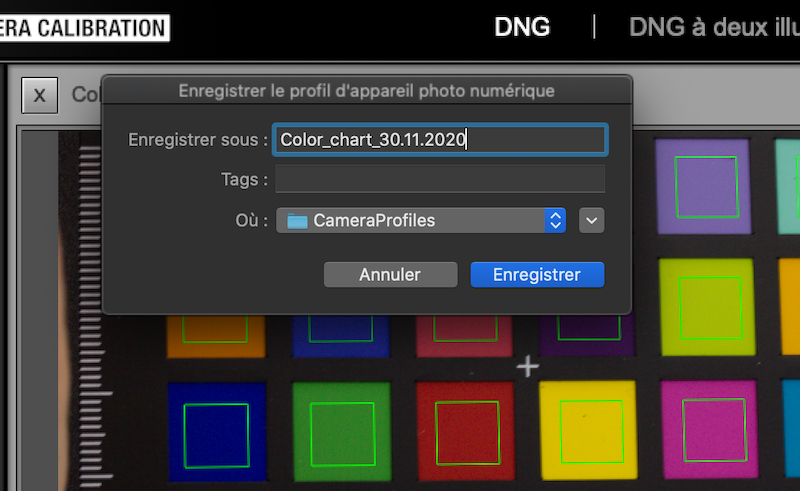 ERA CALIBRATION
DNG | DNG à deux illu
X Co
Enregistrer le profil d'appareil photo numérique
Enregistrer sous : Color_chart_30.11.2020
Tags :
Où : CameraProfiles
Annuler Enregistrer